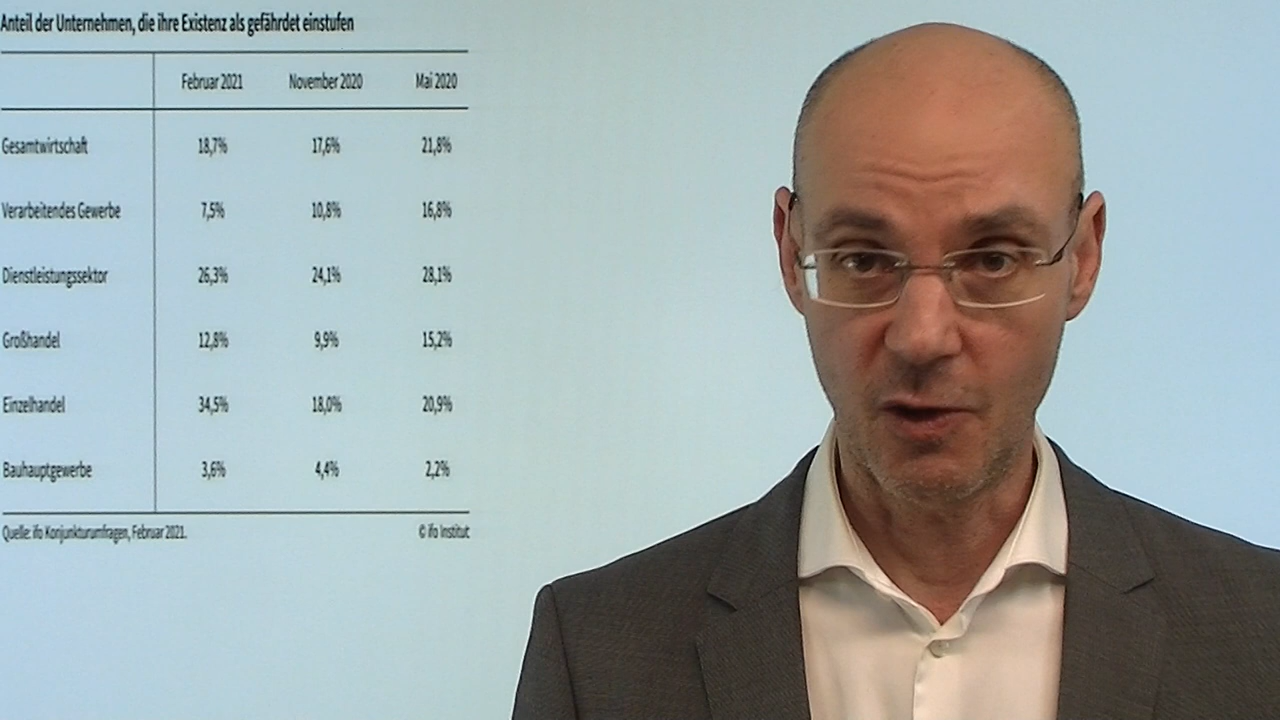 Anteil der Unternehmen, die ihre Existenz als gefährdet einstufen
Februar 2021 November 2020 Mai 2020
Gesamtwirtschaft 18,7% 17,6% 21,8%
Verarbeitendes Gewerbe 7,5% 10,8% 16,8%
Dienstleistungssektor 26,3% 24,1% 28,1%
Großhandel 12,8% 9,9% 15,2%
Einzelhandel 34,5% 18,0% 20,9%
Bauhauptgewerbe 3,6% 4,4% 2,2%
Quelle: ifo Konjunkturumfragen, Februar 2021. © ifo Institut